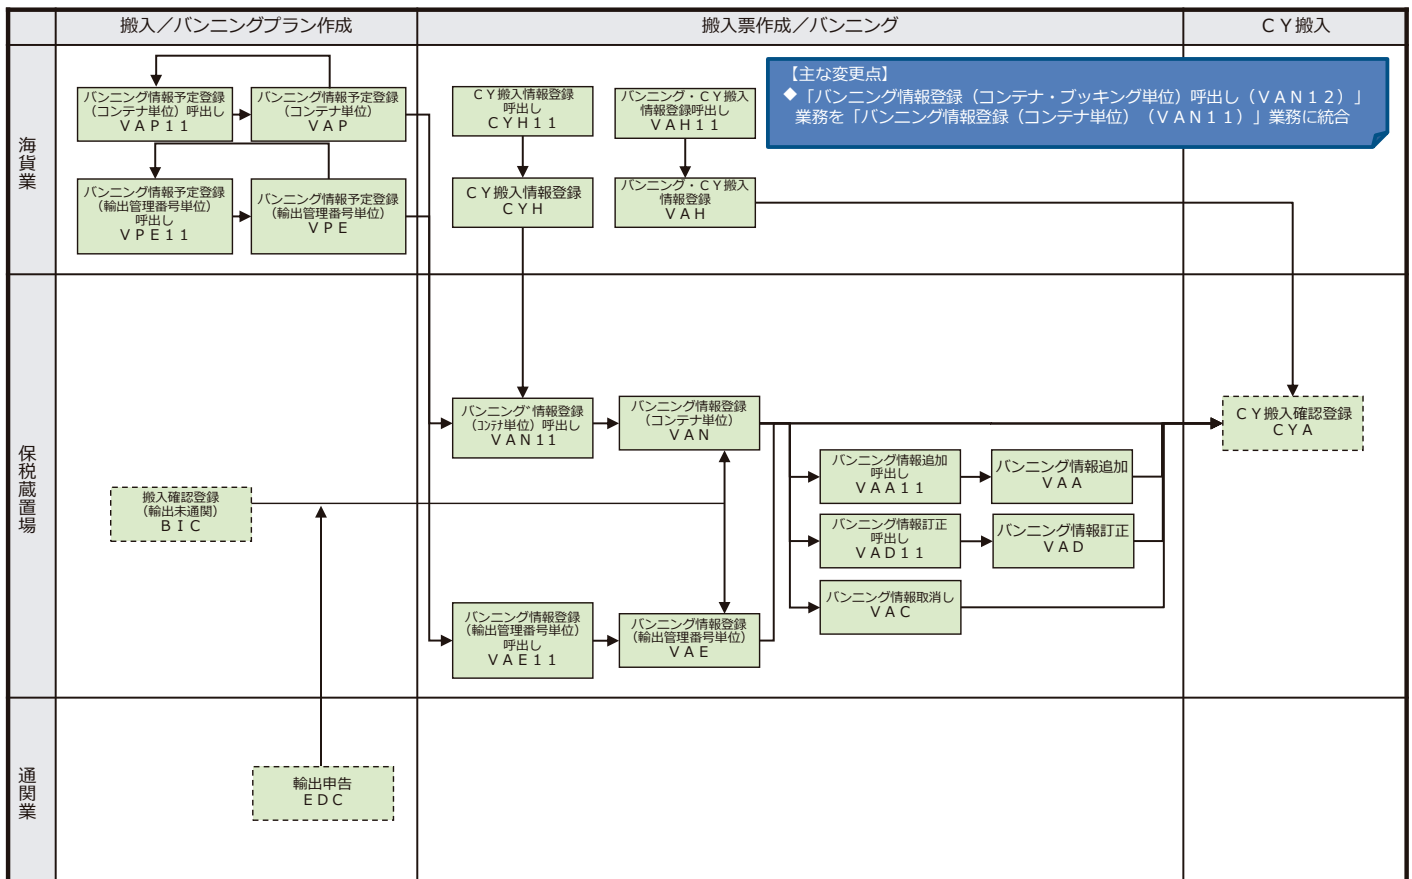 搬入／バンニングプラン作成
搬入票作成／バンニング
ＣＹ搬入
海貨業
バンニング情報予定登録
（コンテナ単位）呼出し
ＶＡＰ１１
バンニング情報予定登録
（コンテナ単位）
ＶＡＰ
ＣＹ搬入情報登録
呼出し
ＣＹＨ１１
バンニング・ＣＹ搬入
情報登録呼出し
ＶＡＨ１１
【主な変更点】
◆「バンニング情報登録（コンテナ・ブッキング単位）呼出し（ＶＡＮ１２）」
業務を「バンニング情報登録（コンテナ単位）（ＶＡＮ１１）」業務に統合
バンニング情報予定登録
（輸出管理番号単位）
呼出し
ＶＰＥ１１
バンニング情報予定登録
（輸出管理番号単位）
ＶＰＥ
ＣＹ搬入情報登録
ＣＹＨ
バンニング・ＣＹ搬入
情報登録
ＶＡＨ
保税蔵置場
バンニング゛情報登録
（ｺﾝﾃﾅ単位）呼出し
ＶＡＮ１１
バンニング情報登録
（コンテナ単位）
ＶＡＮ
ＣＹ搬入確認登録
ＣＹＡ
バンニング情報追加
呼出し
ＶＡＡ１１
バンニング情報追加
ＶＡＡ
搬入確認登録
（輸出未通関）
ＢＩＣ
バンニング情報訂正
呼出し
ＶＡＤ１１
バンニング情報訂正
ＶＡＤ
バンニング情報取消し
ＶＡＣ
バンニング情報登録
（輸出管理番号単位）
呼出し
ＶＡＥ１１
バンニング情報登録
（輸出管理番号単位）
ＶＡＥ
通関業
輸出申告
ＥＤＣ